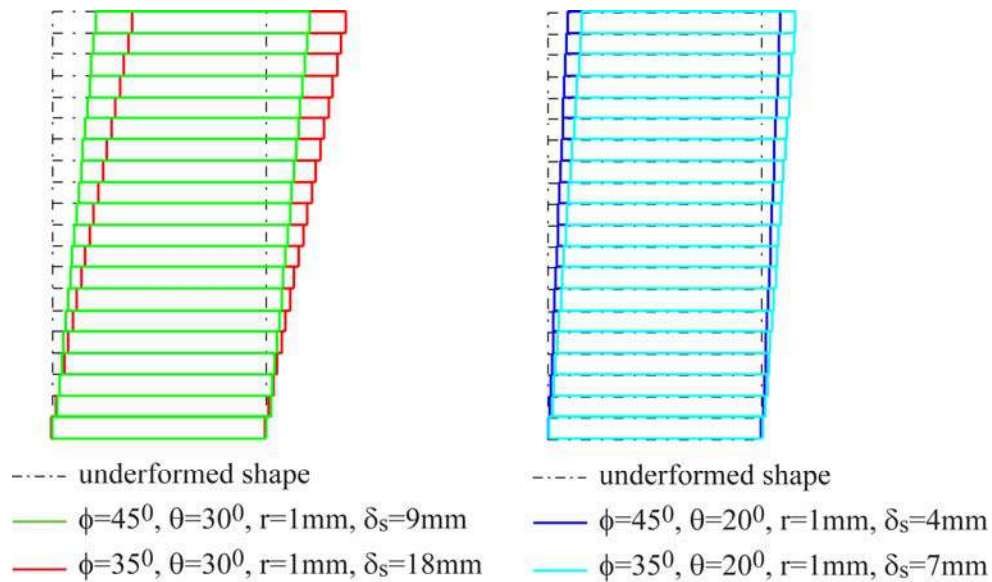 underformed shape
ϕ=45⁰, θ=30⁰, r=1mm, δₛ=9mm
ϕ=35⁰, θ=30⁰, r=1mm, δₛ=18mm
underformed shape
ϕ=45⁰, θ=20⁰, r=1mm, δₛ=4mm
ϕ=35⁰, θ=20⁰, r=1mm, δₛ=7mm